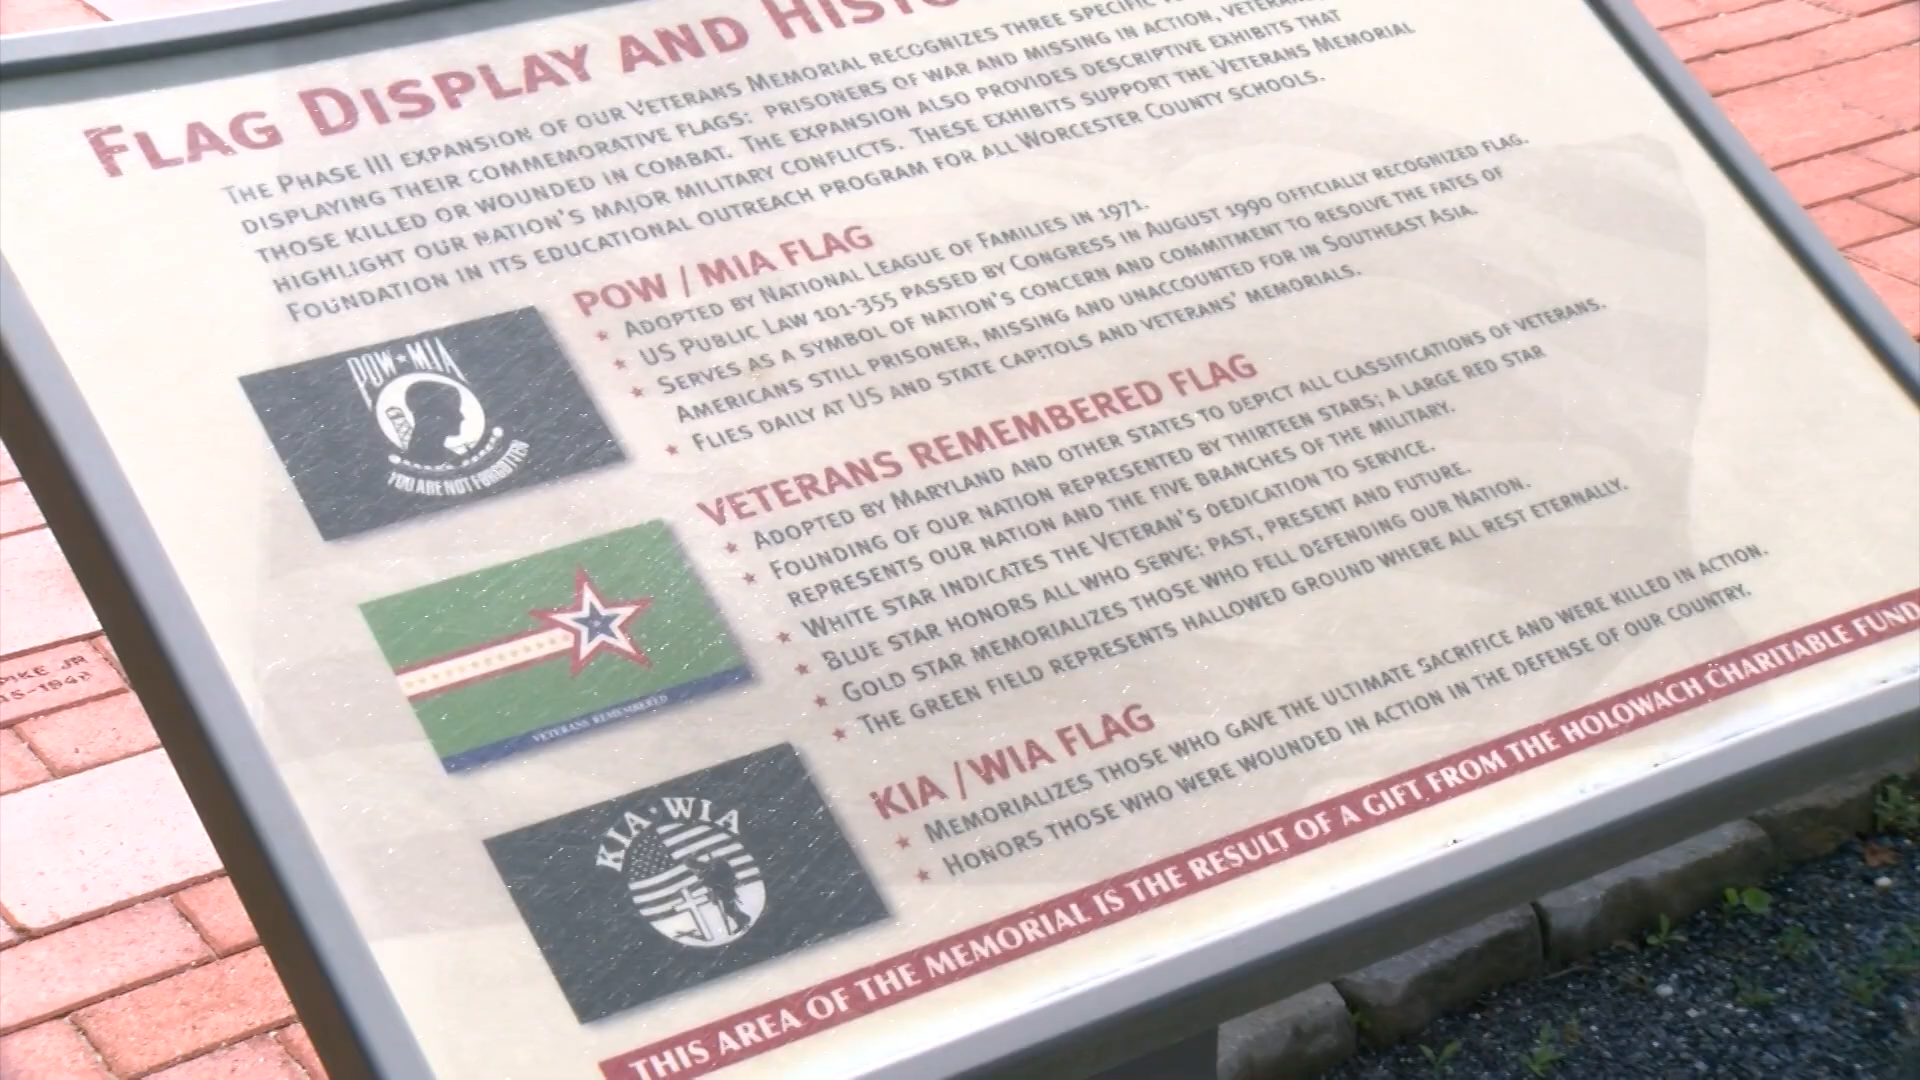 FLAG DISPLAY AND
THE PHASE III EXPANSION OF OUR VETERANS MEMORIAL RECOGNIZES THREE SPECIFIC
DISPLAYING THEIR COMMEMORATIVE FLAGS: PRISONERS OF WAR AND MISSING IN ACTION,
THOSE KILLED OR WOUNDED IN COMBAT. THE EXPANSION ALSO PROVIDES DESCRIPTIVE EXHIBITS THAT
HIGHLIGHT OUR NATION'S MAJOR MILITARY CONFLICTS. THESE EXHIBITS SUPPORT THE VETERANS MEMORIAL
FOUNDATION IN ITS EDUCATIONAL OUTREACH PROGRAM FOR ALL WORCESTER COUNTY SCHOOLS.
POW / MIA FLAG
ADOPTED BY NATIONAL LEAGUE OF FAMILIES IN 1971.
US PUBLIC LAW 101-355 PASSED BY CONGRESS IN AUGUST 1990 OFFICIALLY RECOGNIZED FLAG.
SERVES AS A SYMBOL OF NATION'S CONCERN AND COMMITMENT TO RESOLVE THE FATES OF
AMERICANS STILL PRISONER, MISSING AND UNACCOUNTED FOR IN SOUTHEAST ASIA.
FLIES DAILY AT US AND STATE CAPITOLS AND VETERANS' MEMORIALS.
POW★MIA
YOU ARE NOT FORGOTTEN
VETERANS REMEMBERED FLAG
ADOPTED BY MARYLAND AND OTHER STATES TO DEPICT ALL CLASSIFICATIONS OF VETERANS.
FOUNDING OF OUR NATION REPRESENTED BY THIRTEEN STARS; A LARGE RED STAR
REPRESENTS OUR NATION AND THE FIVE BRANCHES OF THE MILITARY.
WHITE STAR INDICATES THE VETERAN'S DEDICATION TO SERVICE.
BLUE STAR HONORS ALL WHO SERVE: PAST, PRESENT AND FUTURE.
GOLD STAR MEMORIALIZES THOSE WHO FELL DEFENDING OUR NATION.
THE GREEN FIELD REPRESENTS HALLOWED GROUND WHERE ALL REST ETERNALLY.
VETERANS REMEMBERED
KIA / WIA FLAG
MEMORIALIZES THOSE WHO GAVE THE ULTIMATE SACRIFICE AND WERE KILLED IN ACTION.
HONORS THOSE WHO WERE WOUNDED IN ACTION IN THE DEFENSE OF OUR COUNTRY.
KIA·WIA
THIS AREA OF THE MEMORIAL IS THE RESULT OF A GIFT FROM THE HOLOWACH CHARITABLE FUND
JR